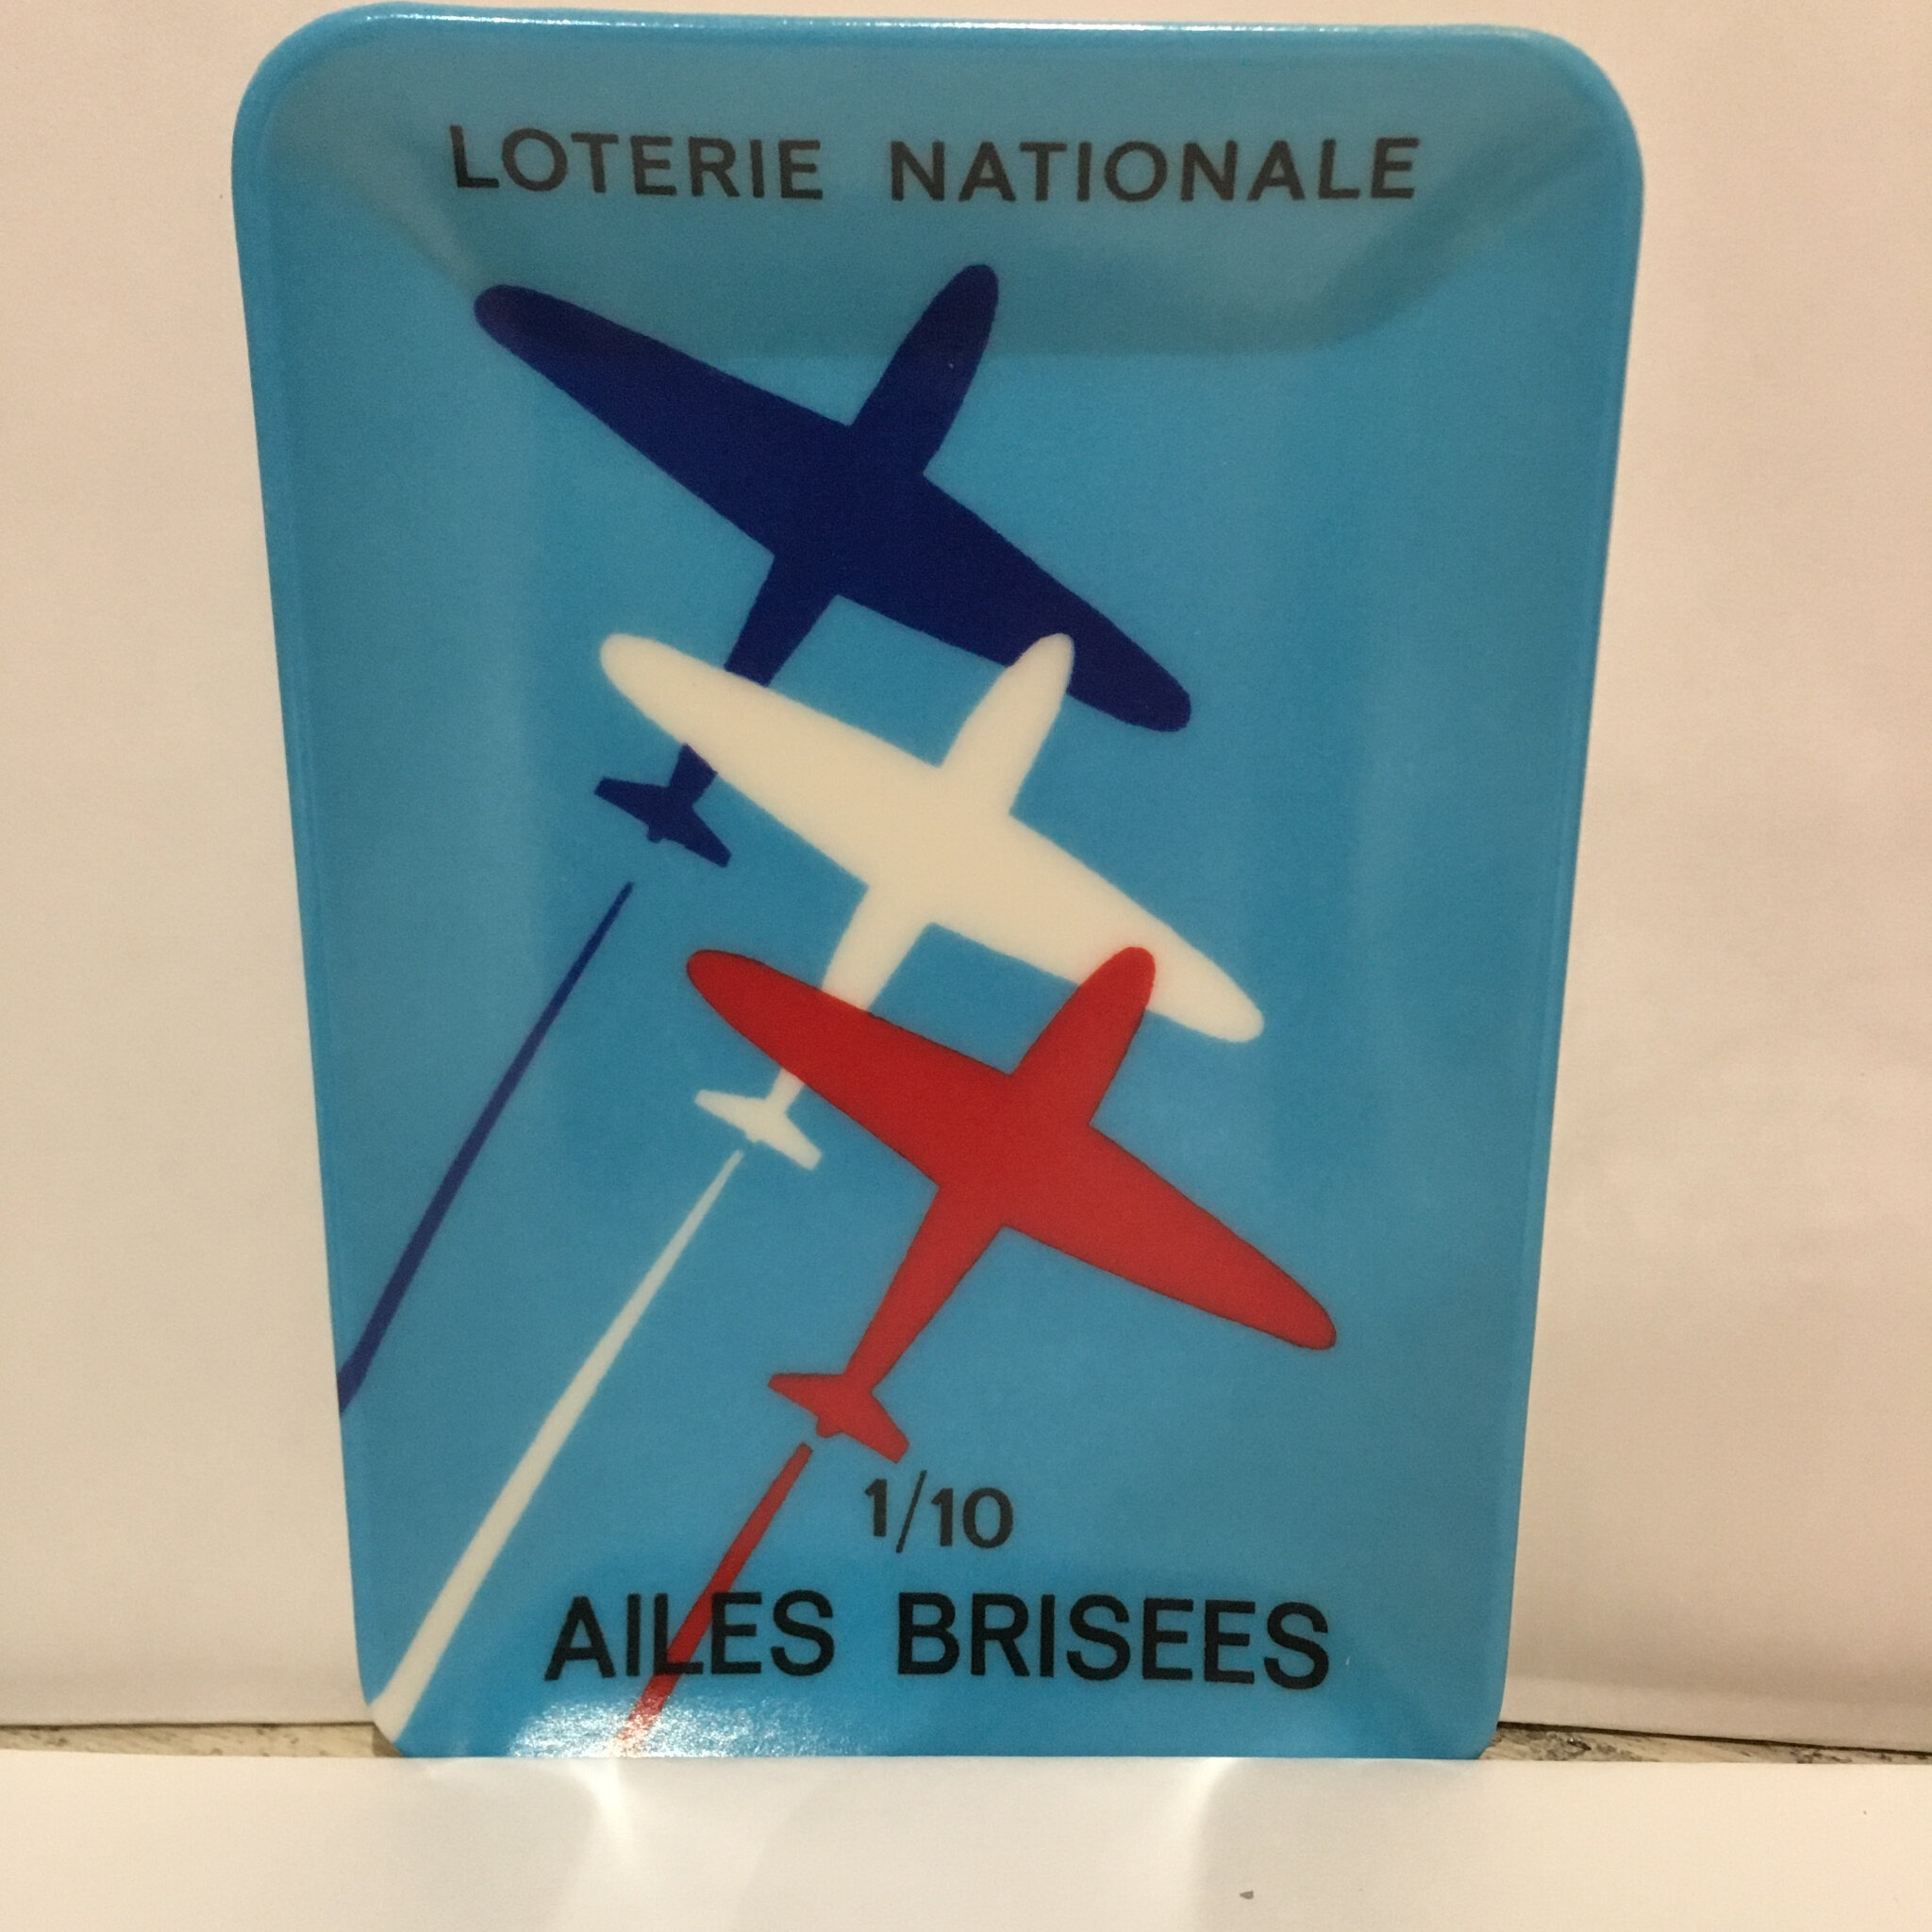 LOTERIE NATIONALE
1/10
AILES BRISEES